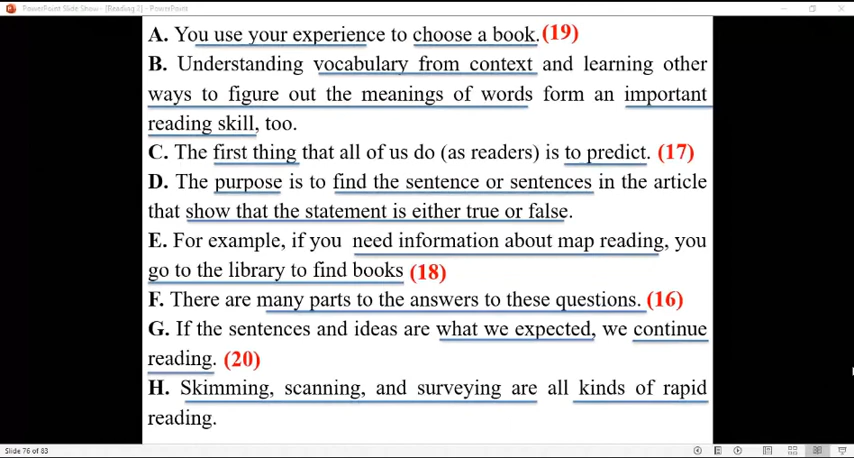 PowerPoint Slide Show - [Reading 2] - PowerPoint
A. You use your experience to choose a book. (19)
B. Understanding vocabulary from context and learning other
ways to figure out the meanings of words form an important
reading skill, too.
C. The first thing that all of us do (as readers) is to predict. (17)
D. The purpose is to find the sentence or sentences in the article
that show that the statement is either true or false.
E. For example, if you need information about map reading, you
go to the library to find books (18)
F. There are many parts to the answers to these questions. (16)
G. If the sentences and ideas are what we expected, we continue
reading. (20)
H. Skimming, scanning, and surveying are all kinds of rapid
reading.
Slide 76 of 83